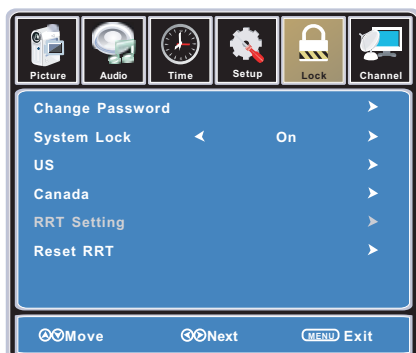 Picture Audio Time Setup Lock Channel
Change Password
System Lock On
US
Canada
RRT Setting
Reset RRT
Move Next MENU Exit